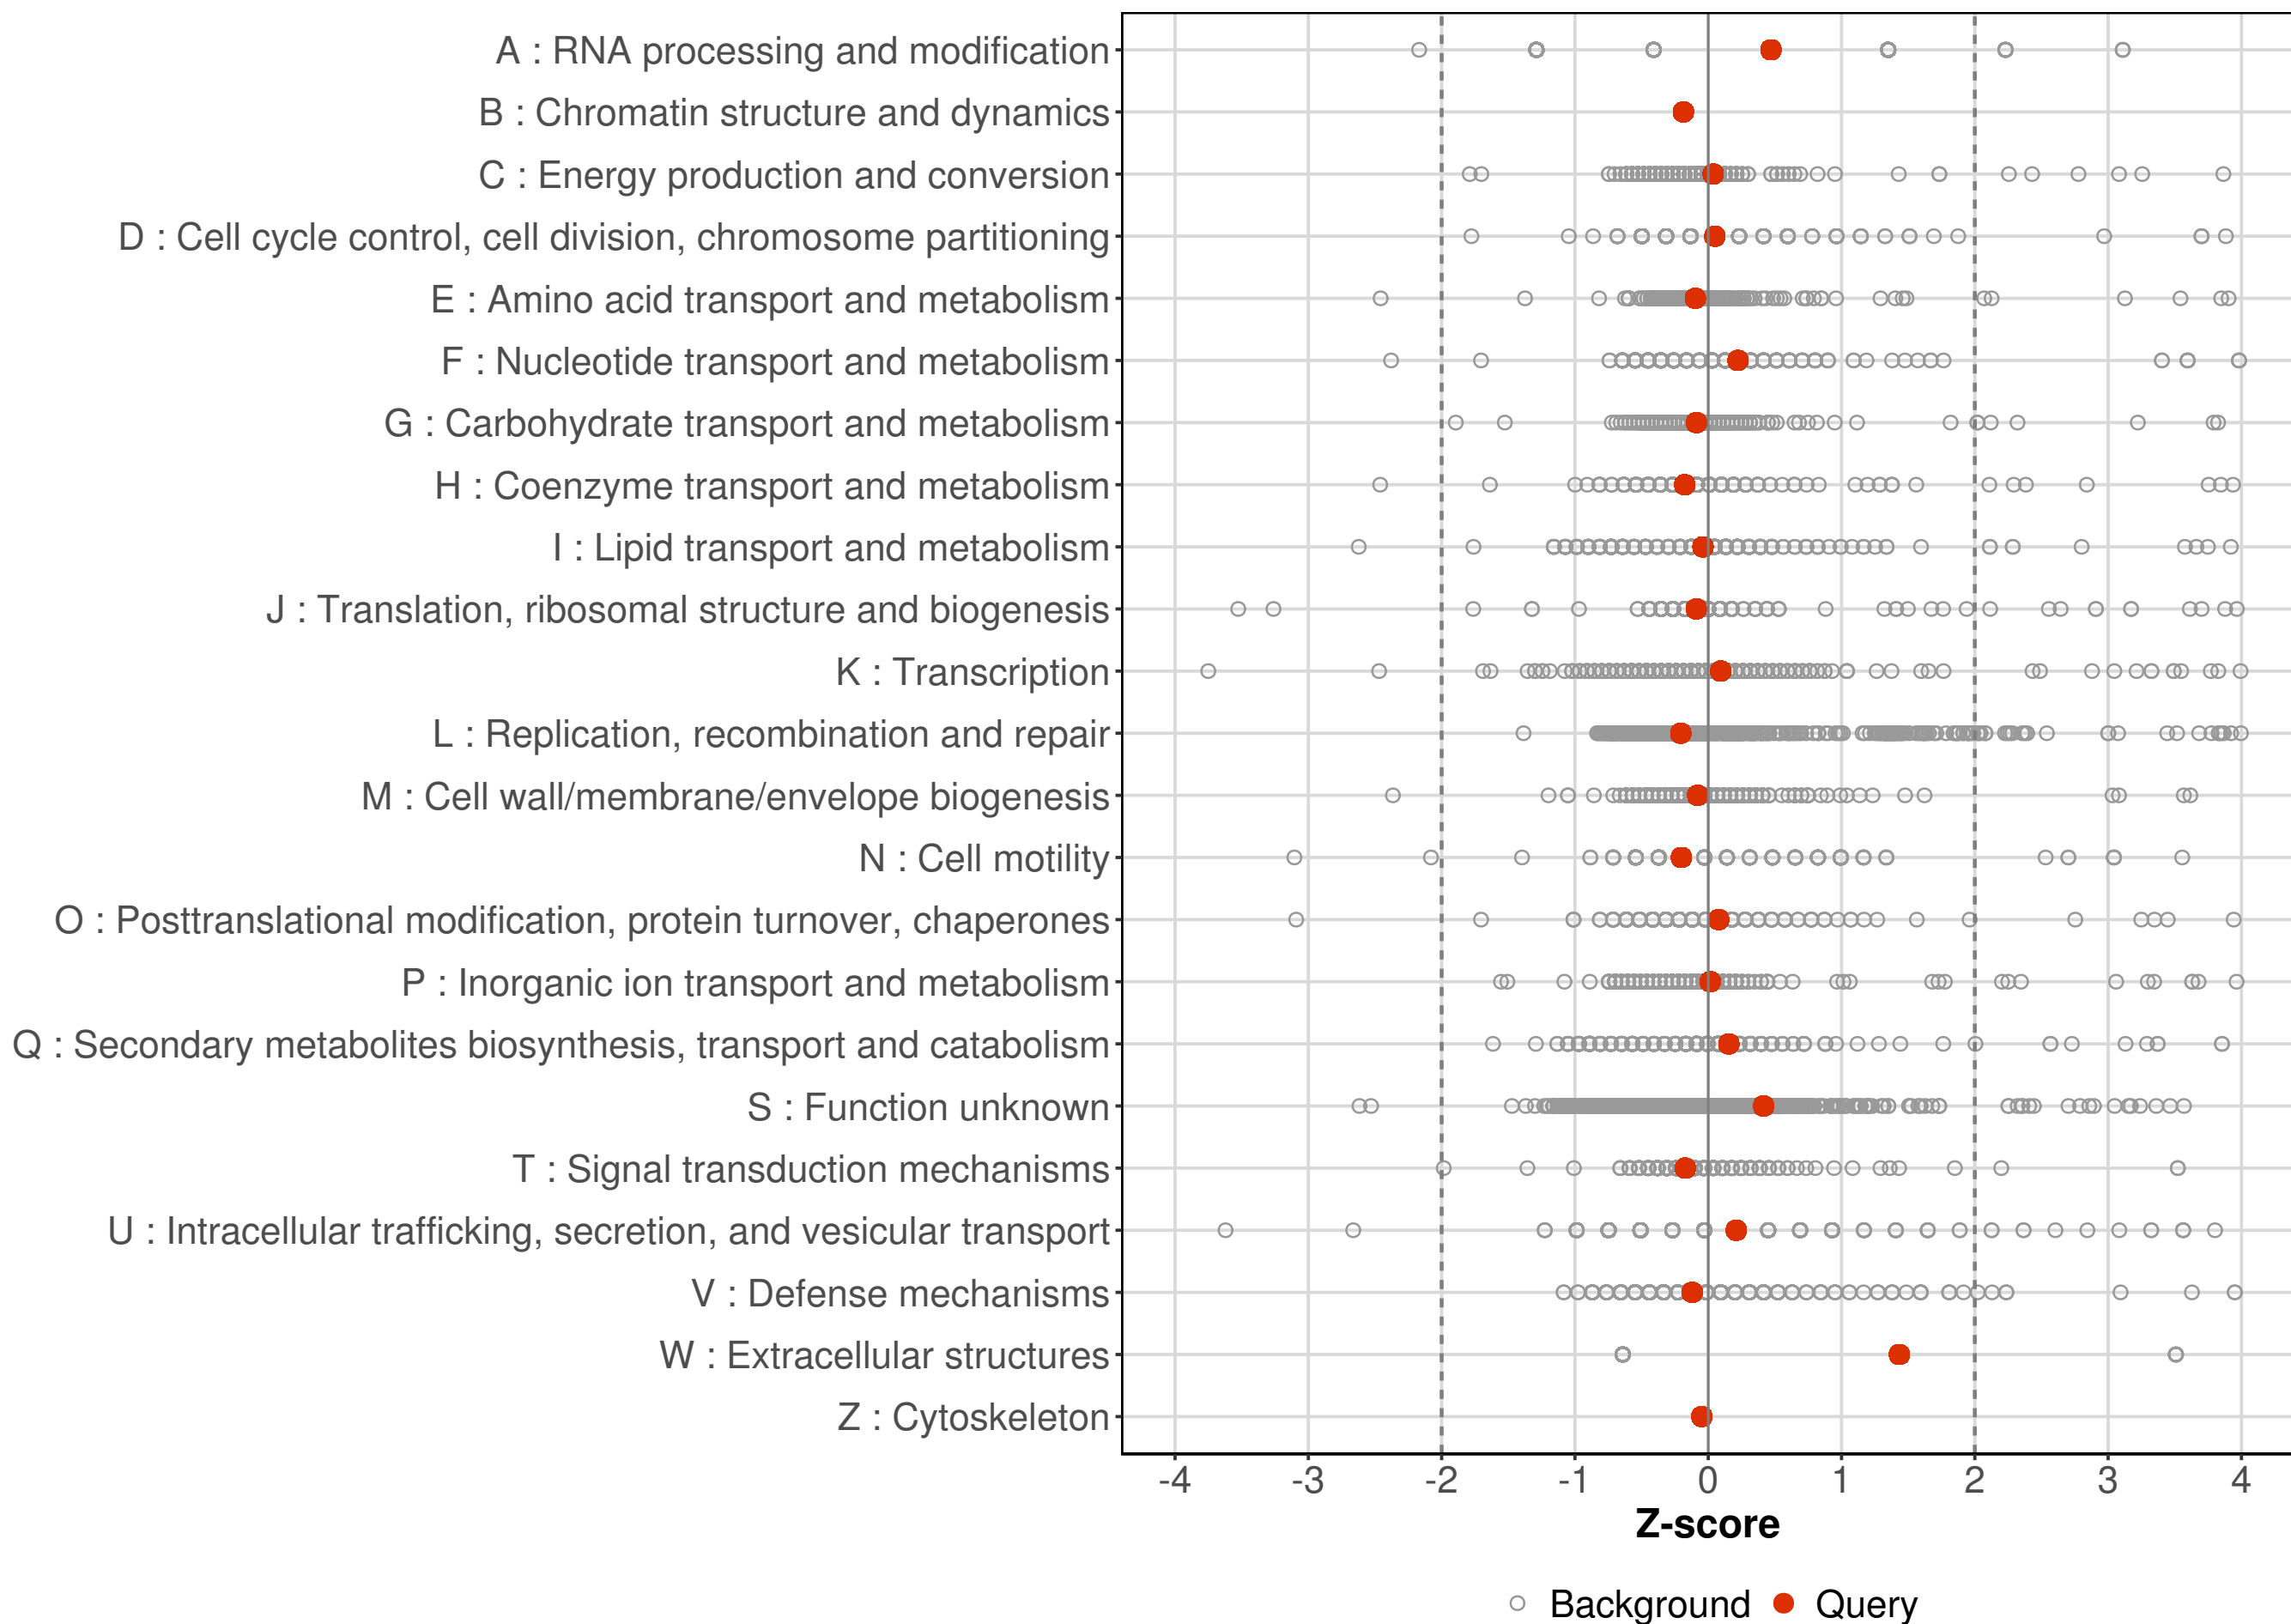 A : RNA processing and modification
B : Chromatin structure and dynamics
C : Energy production and conversion
D : Cell cycle control, cell division, chromosome partitioning
E : Amino acid transport and metabolism
F : Nucleotide transport and metabolism
G : Carbohydrate transport and metabolism
H : Coenzyme transport and metabolism
I : Lipid transport and metabolism
J : Translation, ribosomal structure and biogenesis
K : Transcription
L : Replication, recombination and repair
M : Cell wall/membrane/envelope biogenesis
N : Cell motility
O : Posttranslational modification, protein turnover, chaperones
P : Inorganic ion transport and metabolism
Q : Secondary metabolites biosynthesis, transport and catabolism
S : Function unknown
T : Signal transduction mechanisms
U : Intracellular trafficking, secretion, and vesicular transport
V : Defense mechanisms
W : Extracellular structures
Z : Cytoskeleton
-4 -3 -2 -1 0 1 2 3 4
Z-score
Background Query